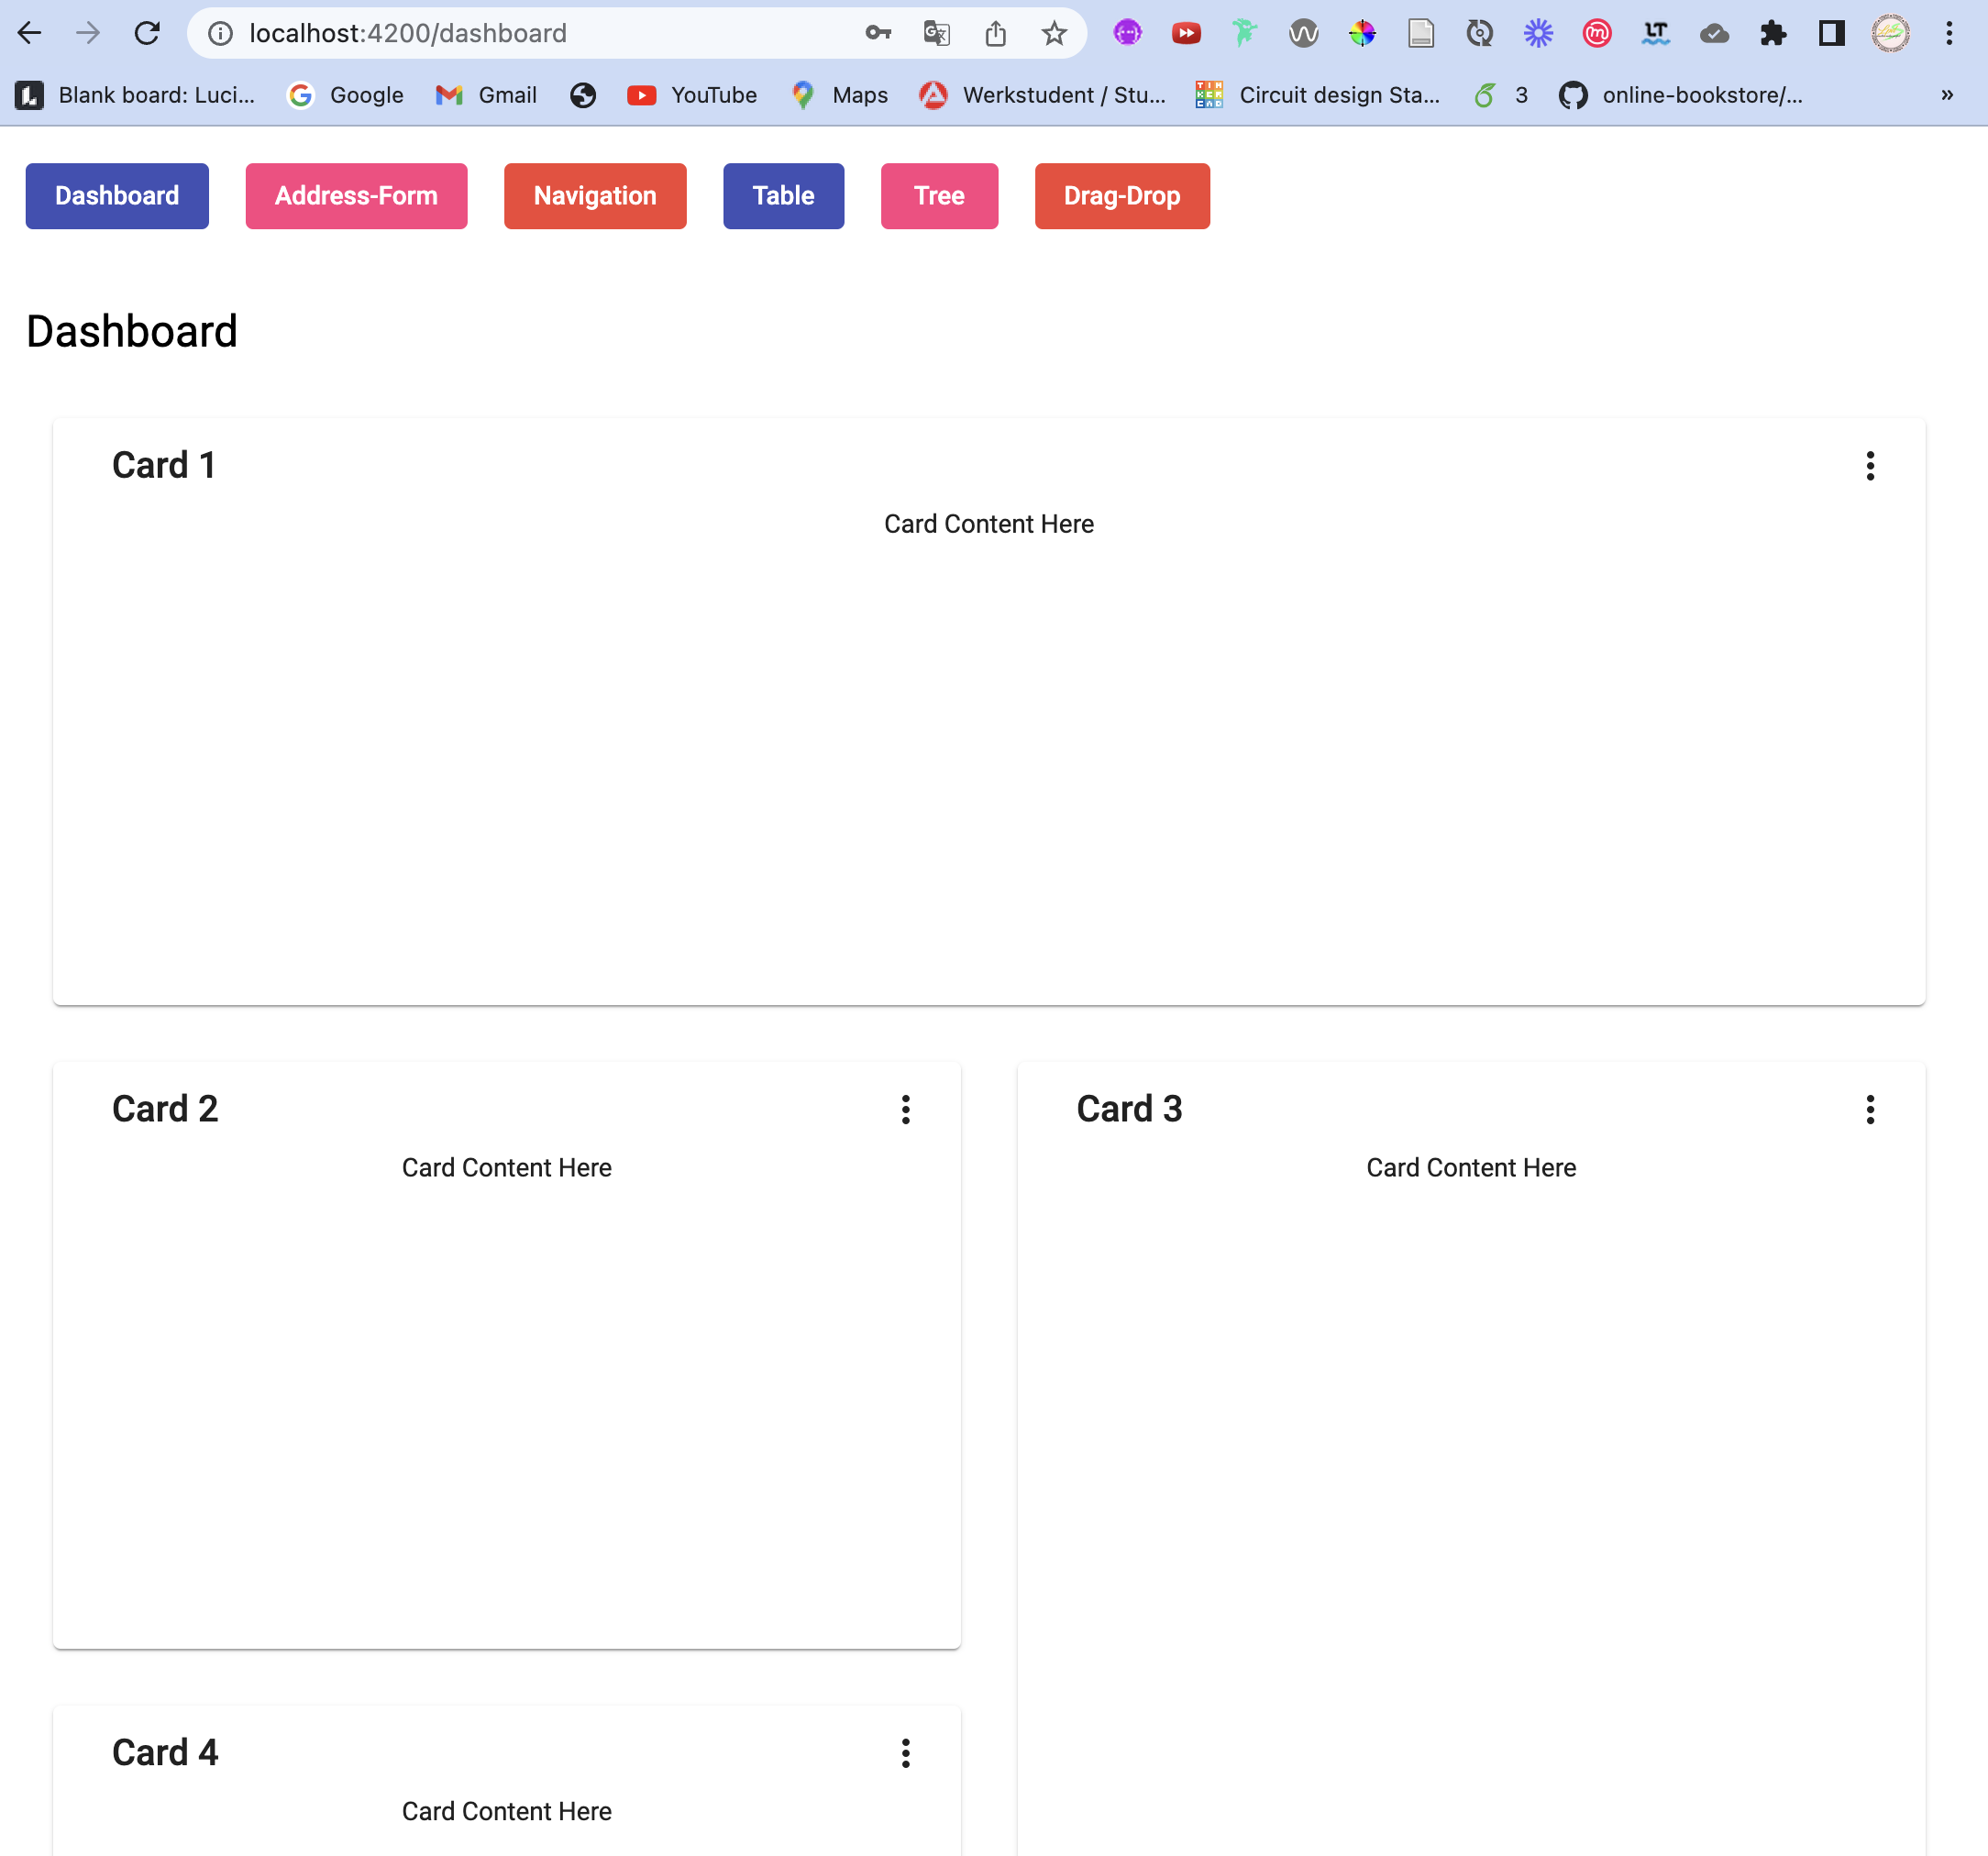 localhost:4200/dashboard
Blank board: Luci... Google Gmail YouTube Maps Werkstudent / Stu... Circuit design Sta... 3 online-bookstore/... »
Dashboard Address-Form Navigation Table Tree Drag-Drop
Dashboard
Card 1
Card Content Here
Card 2
Card Content Here
Card 3
Card Content Here
Card 4
Card Content Here